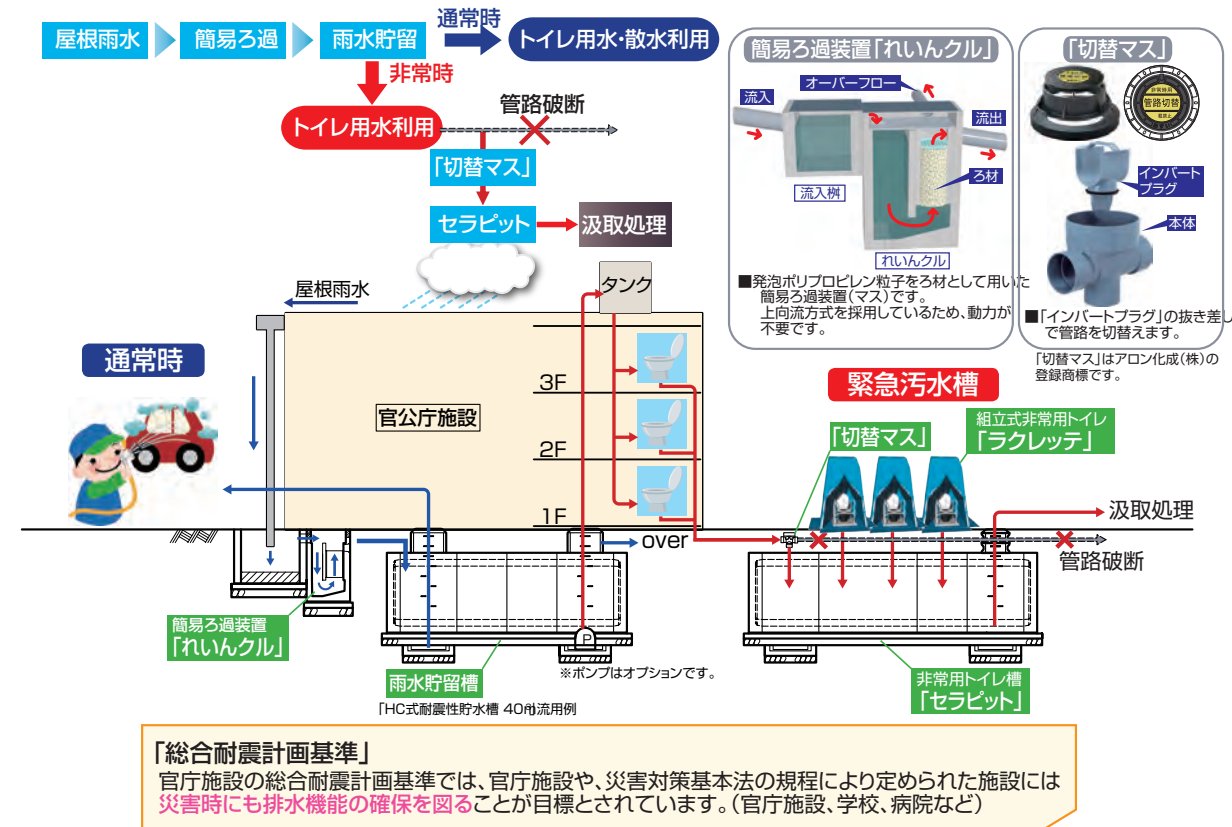 屋根雨水
簡易ろ過
雨水貯留
通常時
トイレ用水・散水利用
非常時
トイレ用水利用
管路破断
「切替マス」
セラピット
汲取処理
簡易ろ過装置「れいんクル」
流入
オーバーフロー
流出
ろ材
流入桝
れいんクル
■発泡ポリプロピレン粒子をろ材として用いた
簡易ろ過装置(マス)です。
上向流方式を採用しているため、動力が
不要です。
「切替マス」
管路切替
インバート
プラグ
本体
■「インバートプラグ」の抜き差し
で管路を切替えます。
「切替マス」はアロン化成(株)の
登録商標です。
屋根雨水
タンク
通常時
官公庁施設
3F
2F
1F
over
P
簡易ろ過装置
「れいんクル」
雨水貯留槽
「HC式耐震性貯水槽 40㎥」流用例
※ポンプはオプションです。
緊急汚水槽
「切替マス」
組立式非常用トイレ
「ラクレッテ」
汲取処理
管路破断
非常用トイレ槽
「セラピット」
「総合耐震計画基準」
官庁施設の総合耐震計画基準では、官庁施設や、災害対策基本法の規程により定められた施設には
災害時にも排水機能の確保を図ることが目標とされています。(官庁施設、学校、病院など)